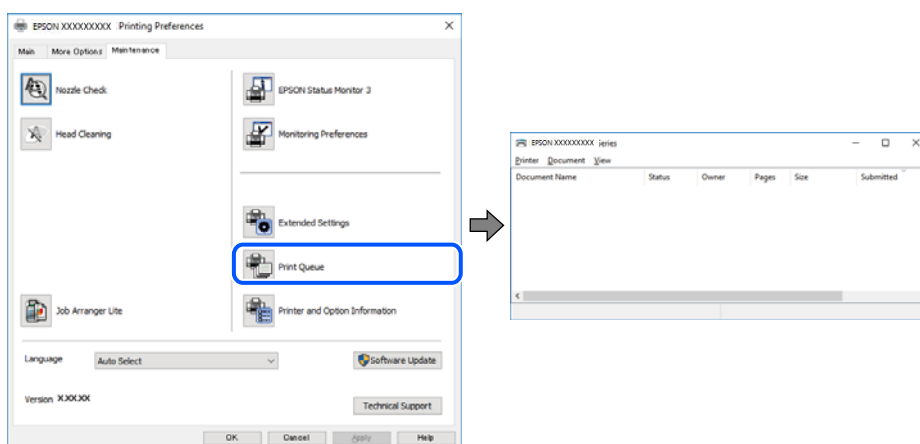 EPSON XXXXXXXXX Printing Preferences
Main More Options Maintenance
Nozzle Check
EPSON Status Monitor 3
Head Cleaning
Monitoring Preferences
Extended Settings
Print Queue
Job Arranger Lite
Printer and Option Information
Language Auto Select
Software Update
Version X.XX.XX
Technical Support
OK Cancel Apply Help
EPSON XXXXXXXXX Series
Printer Document View
Document Name Status Owner Pages Size Submitted